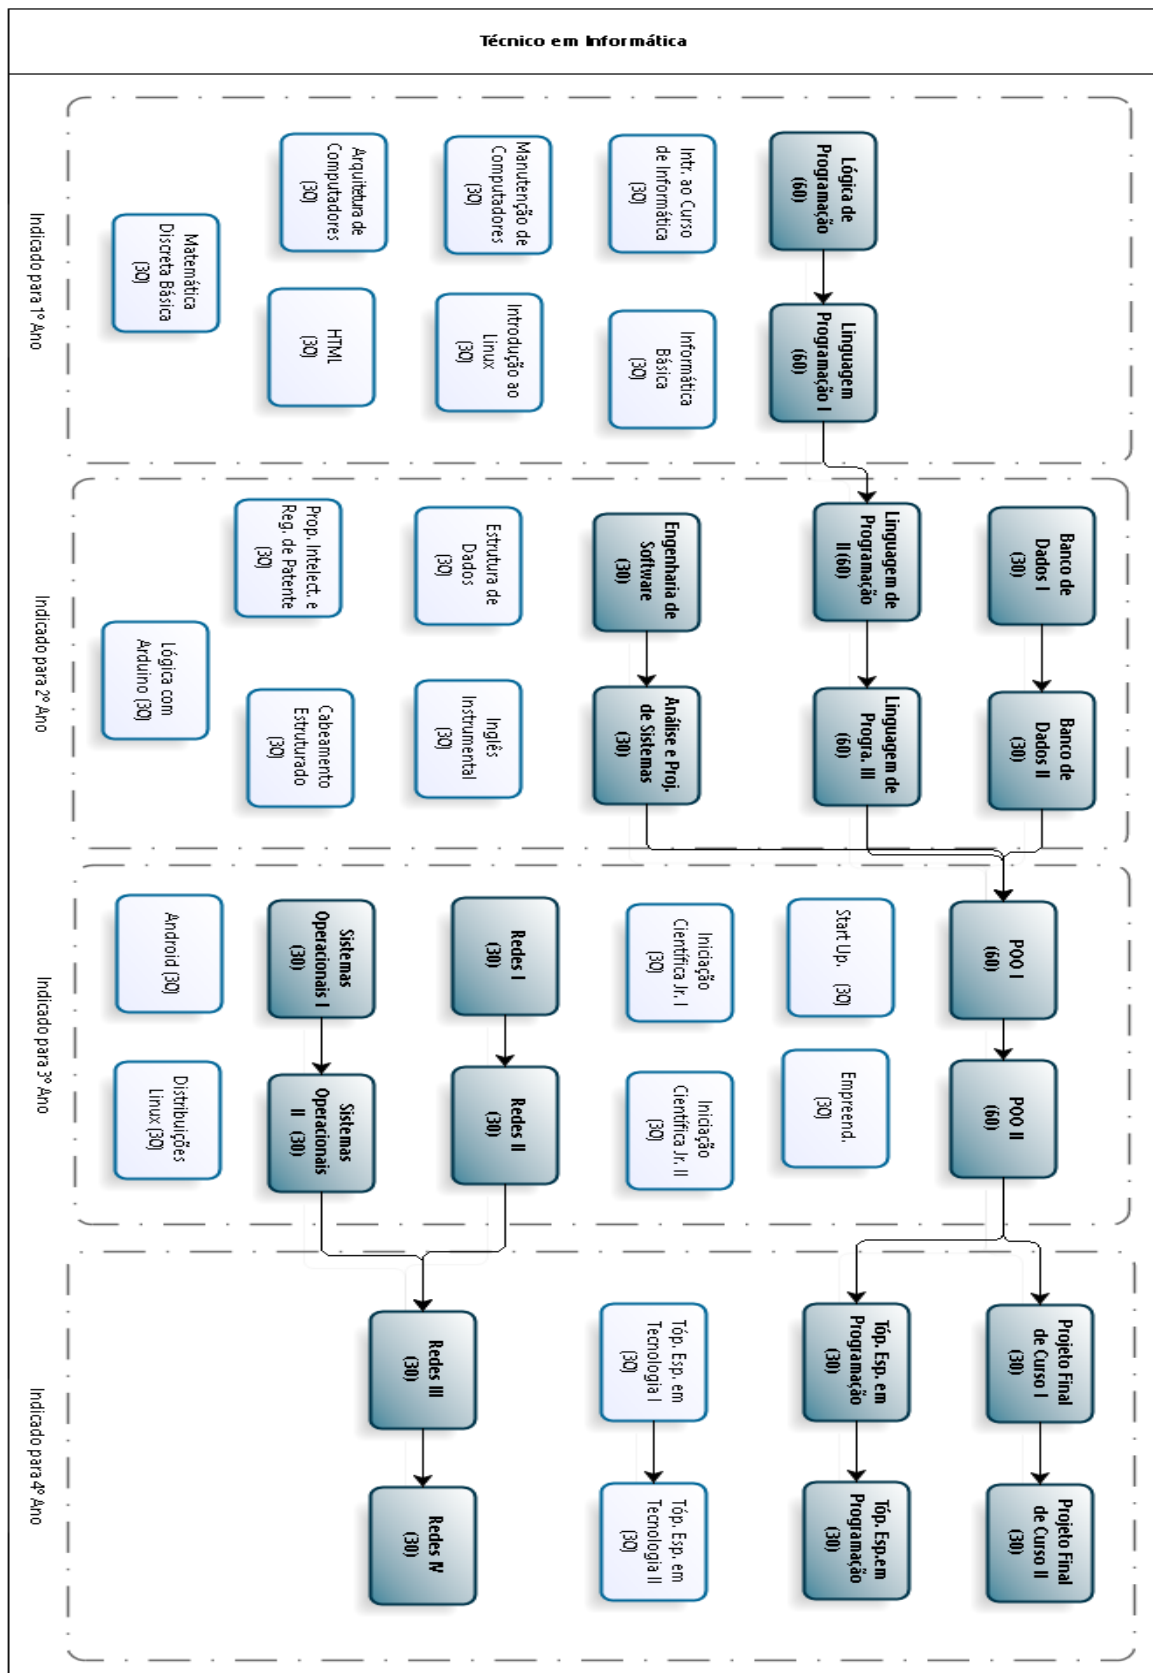 Técnico em Informática
Indicado para 1º Ano
Lógica de
Programação
(60)
Linguagem
Programação I
(60)
Intr. ao Curso
de Informática
(30)
Informática
Básica
(30)
Manutenção de
Computadores
(30)
Introdução ao
Linux
(30)
Arquitetura de
Computadores
(30)
HTML
(30)
Matemática
Discreta Básica
(30)
Indicado para 2º Ano
Banco de
Dados I
(30)
Banco de
Dados II
(30)
Linguagem de
Programação
II (60)
Linguagem de
Progra. III
(60)
Engenharia de
Software
(30)
Análise e Proj.
de Sistemas
(30)
Estrutura de
Dados
(30)
Inglês
Instrumental
(30)
Prop. Intelect. e
Reg. de Patente
(30)
Cabeamento
Estruturado
(30)
Lógica com
Arduino (30)
Indicado para 3º Ano
POO I
(60)
POO II
(60)
Start Up. (30)
Empreend.
(30)
Iniciação
Científica Jr. I
(30)
Iniciação
Científica Jr. II
(30)
Redes I
(30)
Redes II
(30)
Sistemas
Operacionais I
(30)
Sistemas
Operacionais
II (30)
Android (30)
Distribuições
Linux (30)
Indicado para 4º Ano
Projeto Final
de Curso I
(30)
Projeto Final
de Curso II
(30)
Tóp. Esp. em
Programação
(30)
Tóp. Esp.em
Programação
(30)
Tóp. Esp. em
Tecnologia I
(30)
Tóp. Esp. em
Tecnologia II
(30)
Redes III
(30)
Redes IV
(30)